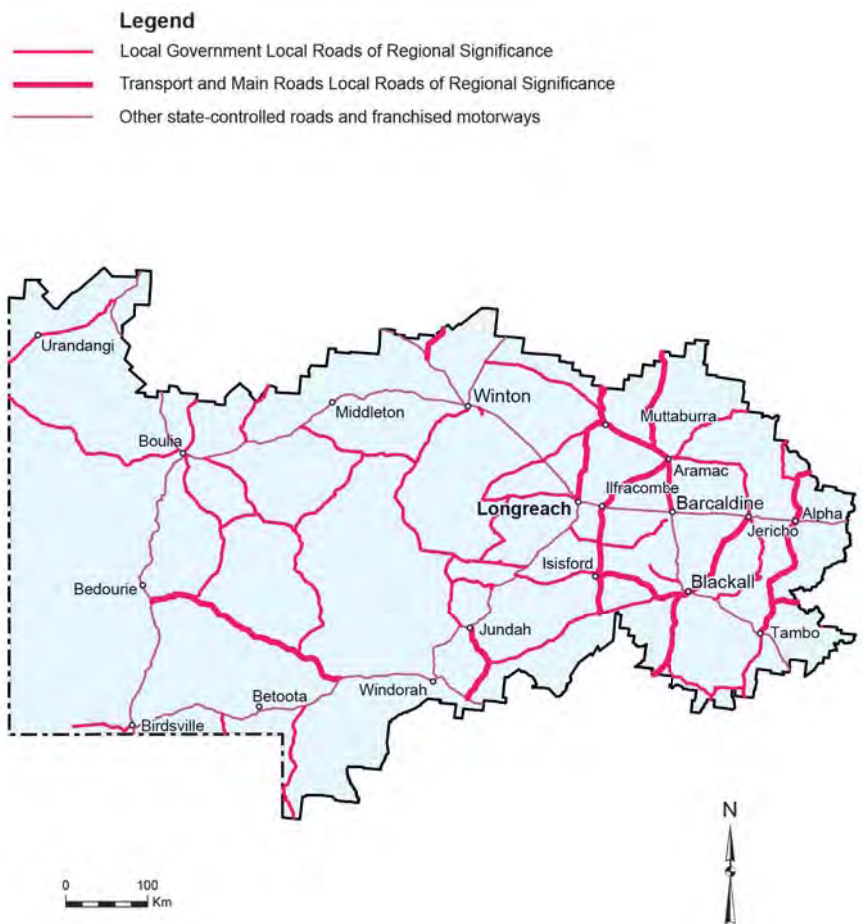 Legend
Local Government Local Roads of Regional Significance
Transport and Main Roads Local Roads of Regional Significance
Other state-controlled roads and franchised motorways
Urandangi
Middleton
Winton
Muttaburra
Boulia
Aramac
Ilfracombe
Longreach
Barcaldine
Alpha
Jericho
Isisford
Blackall
Bedourie
Jundah
Tambo
Windorah
Betoota
Birdsville
N
0 100
Km